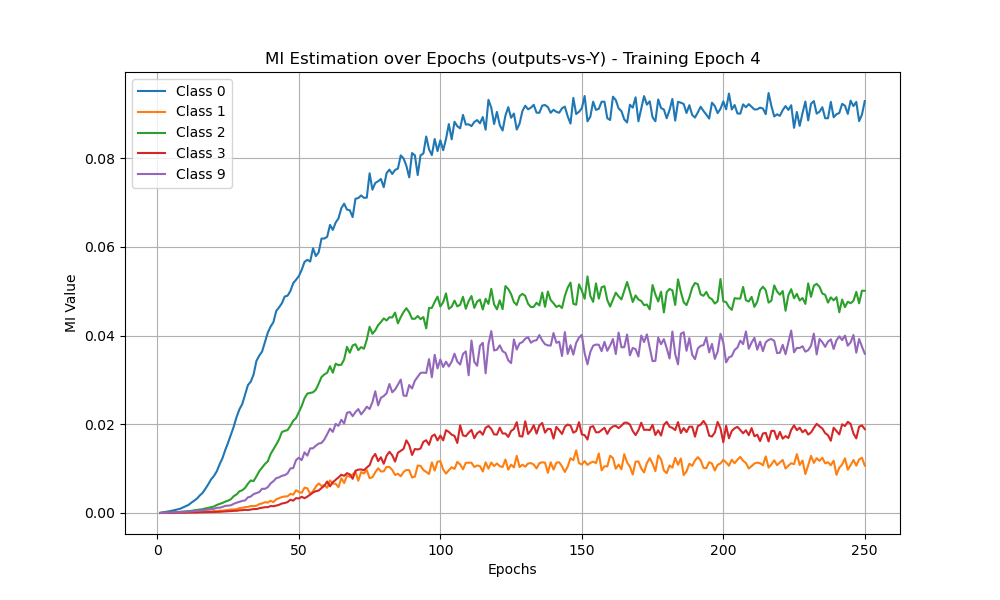 MI Estimation over Epochs (outputs-vs-Y) - Training Epoch 4
Class 0
Class 1
Class 2
Class 3
Class 9
MI Value
0.08
0.06
0.04
0.02
0.00
0
50
100
150
200
250
Epochs